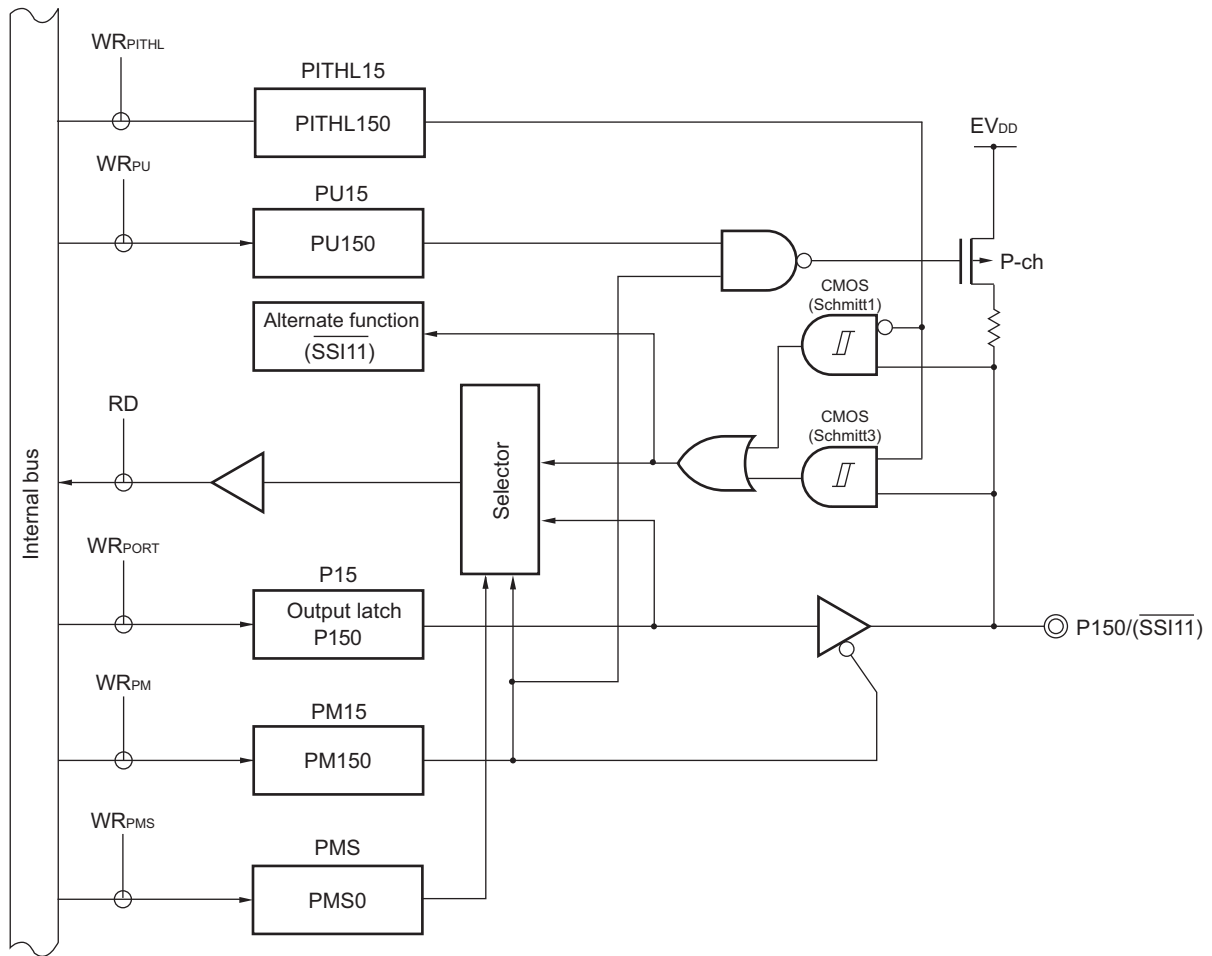 WRPITHL
PITHL15
PITHL150
EVDD
WRPU
PU15
PU150
P-ch
CMOS
(Schmitt1)
Alternate function
(SSI11)
RD
Selector
CMOS
(Schmitt3)
Internal bus
WRPORT
P15
Output latch
P150
P150/(SSI11)
WRPM
PM15
PM150
WRPMS
PMS
PMS0